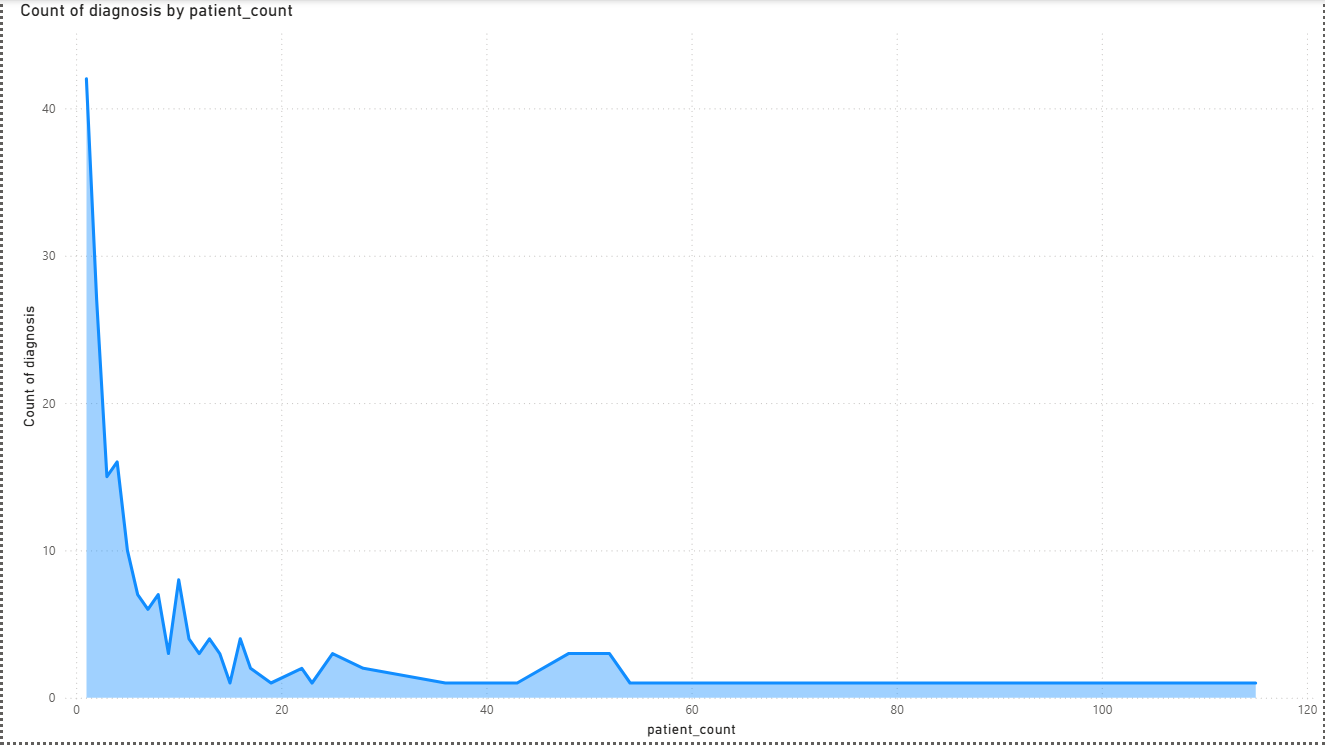 Count of diagnosis by patient_count
40
30
20
10
0
Count of diagnosis
0 20 40 60 80 100 120
patient_count